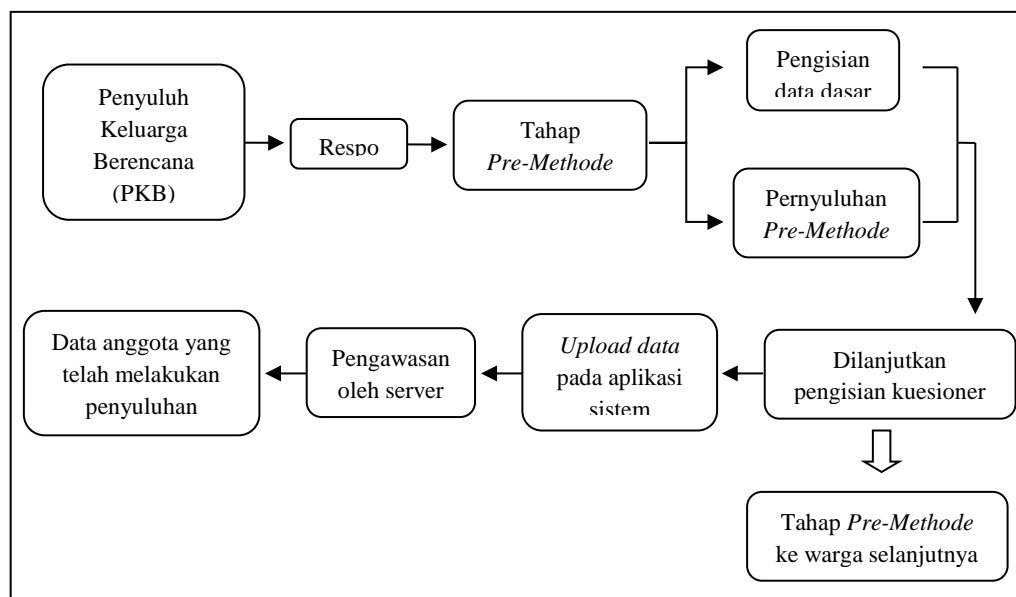 Penyuluh
Keluarga
Berencana
(PKB)
Respo
Tahap
Pre-Methode
Pengisian
data dasar
Pernyuluhan
Pre-Methode
Dilanjutkan
pengisian kuesioner
Upload data
pada aplikasi
sistem
Pengawasan
oleh server
Data anggota yang
telah melakukan
penyuluhan
Tahap Pre-Methode
ke warga selanjutnya